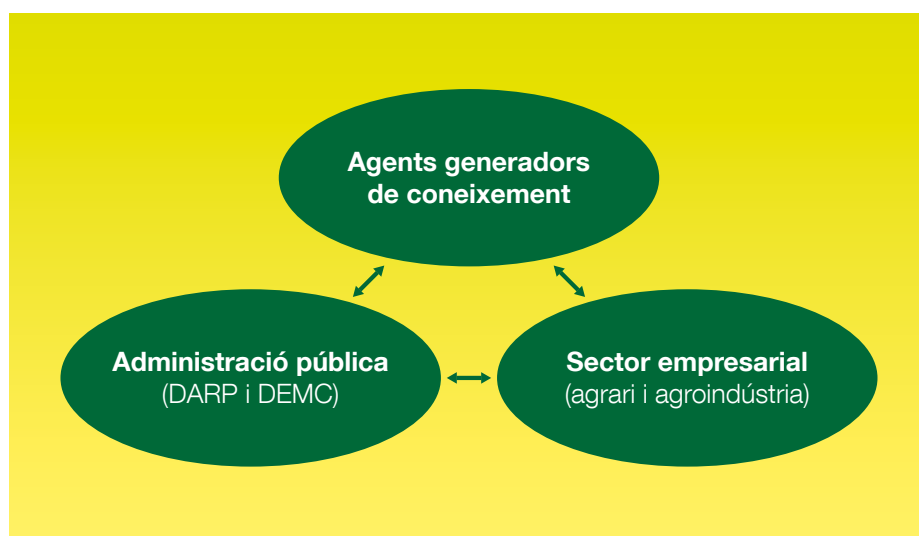 Agents generadors
de coneixement
Administració pública
(DARP i DEMC)
Sector empresarial
(agrari i agroindústria)